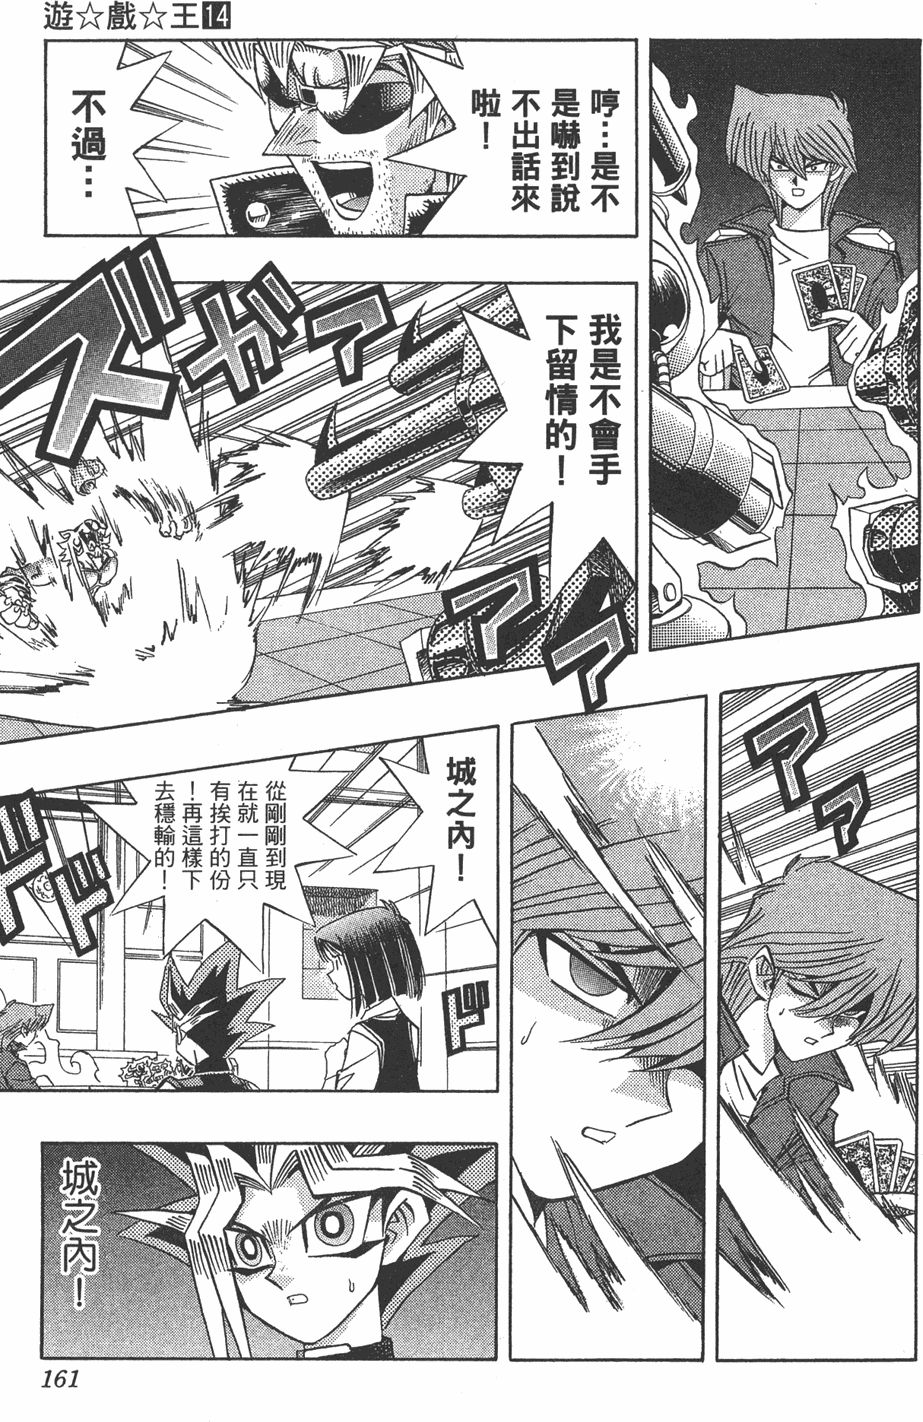 遊☆戲☆王14
哼…是不
是嚇到說
不出話來
啦！
不過…
我是不會手
下留情的！
ズガァ
ァァ
ァァ
城之內！
從剛剛到現
在就一直只
有挨打的份
！再這樣下
去穩輸的！
ドド
ドド
城之內！
161